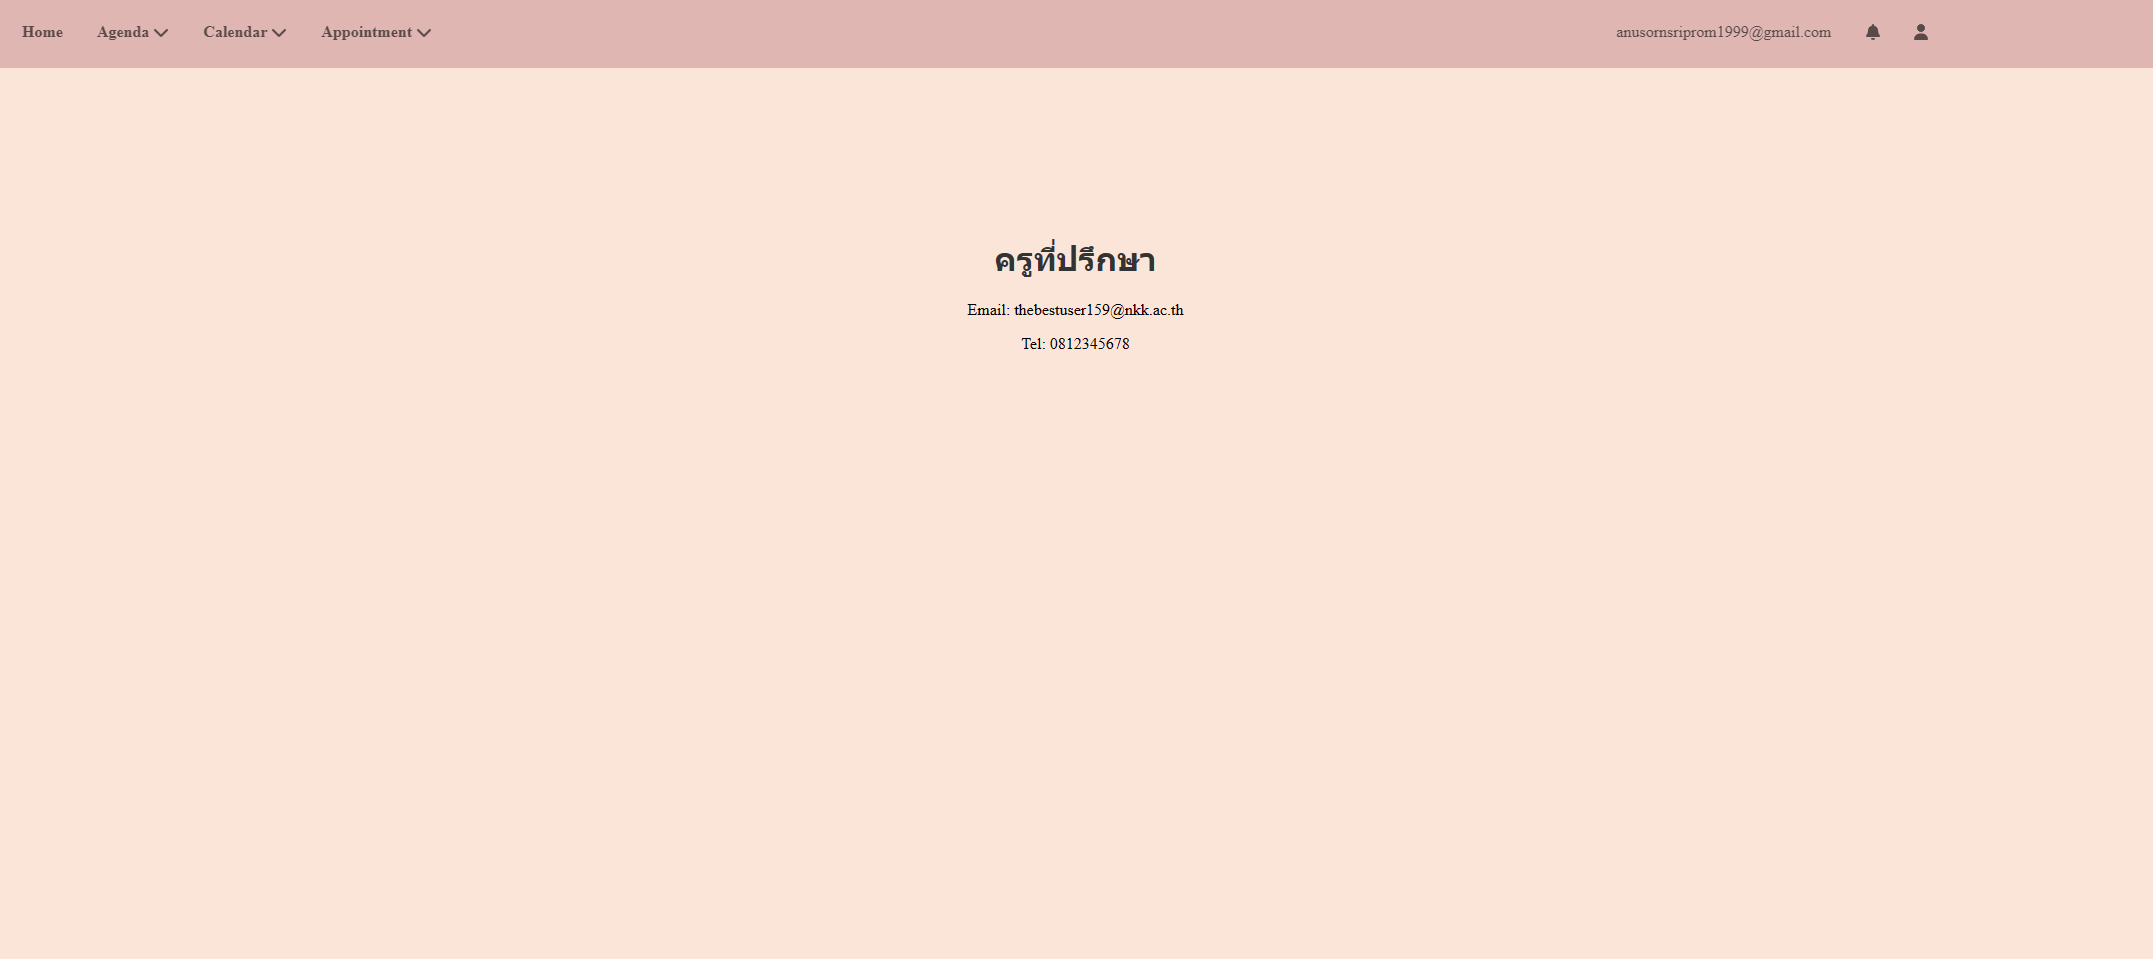 Home Agenda Calendar Appointment anusornsriprom1999@gmail.com
ครูที่ปรึกษา
Email: thebestuser159@nkk.ac.th
Tel: 0812345678